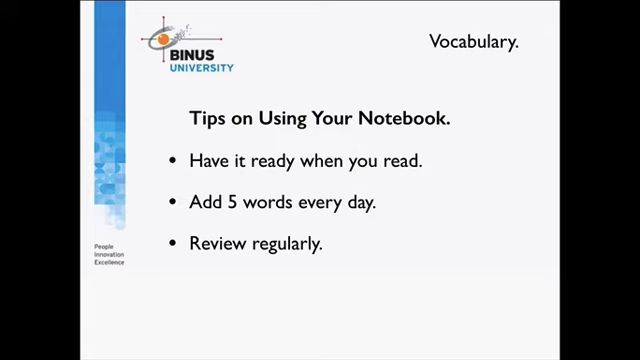 BINUS
UNIVERSITY
Vocabulary.
Tips on Using Your Notebook.
• Have it ready when you read.
• Add 5 words every day.
• Review regularly.
People
Innovation
Excellence